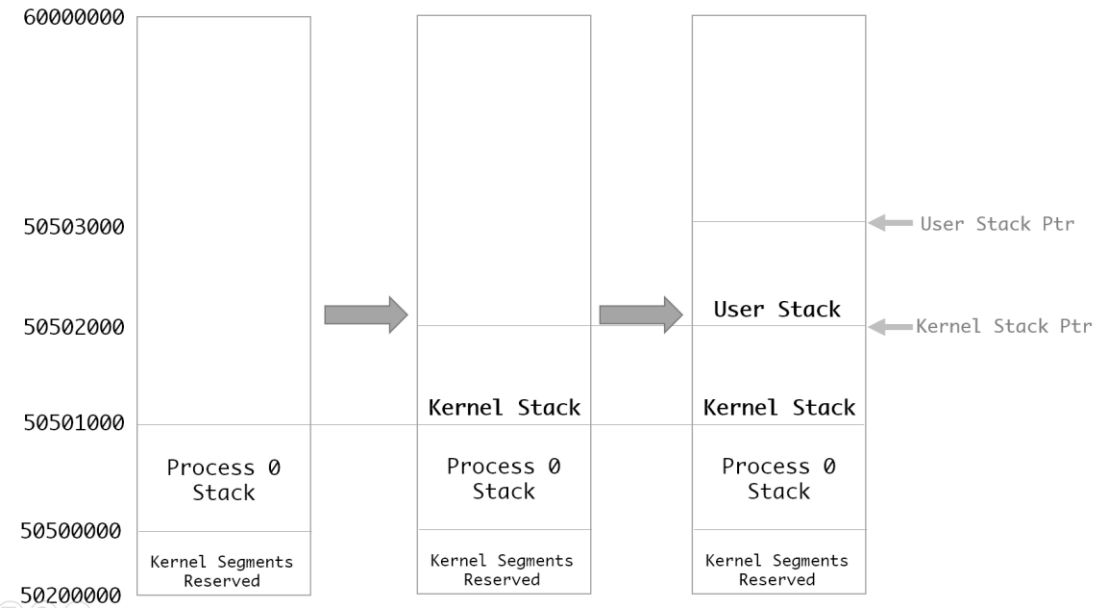 60000000
50503000
User Stack Ptr
User Stack
50502000
Kernel Stack Ptr
Kernel Stack
Kernel Stack
50501000
Process 0
Stack
Process 0
Stack
Process 0
Stack
50500000
Kernel Segments
Reserved
Kernel Segments
Reserved
Kernel Segments
Reserved
50200000